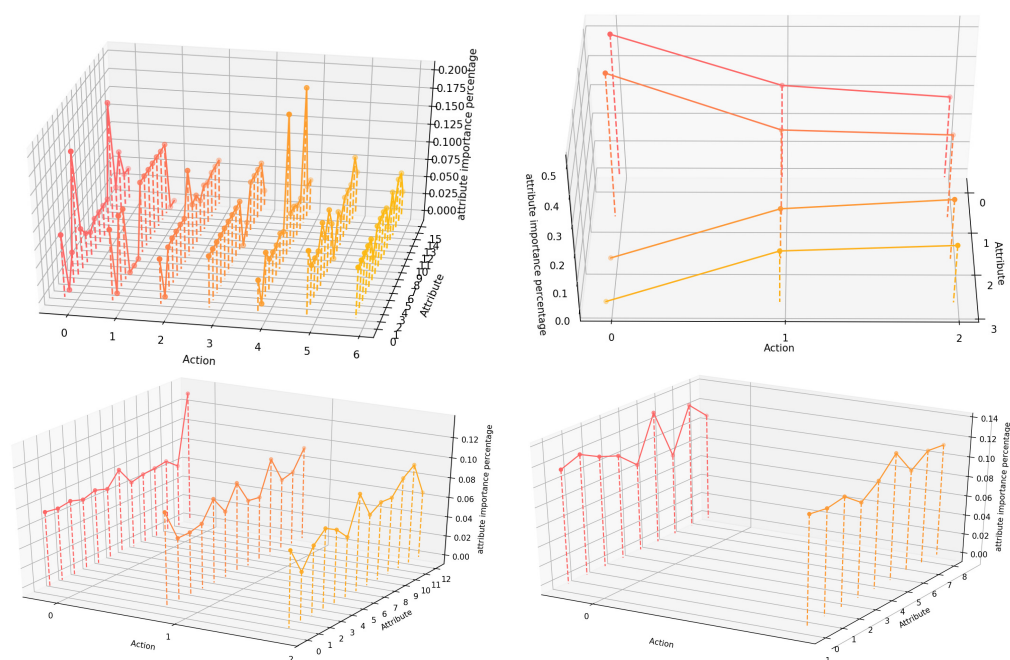 0.200
0.175
0.150
0.125
0.100
0.075
0.050
0.025
0.000
attribute importance percentage
15
14
Attribute
0
0 1 2 3 4 5 6
Action
0.5
0.4
0.3
0.2
0.1
0.0
attribute importance percentage
0
1
2
3
Attribute
0 1 2
Action
0.12
0.10
0.08
0.06
0.04
0.02
0.00
attribute importance percentage
0 1 2 3 4 5 6 7 8 9 10 11 12
Attribute
0 1 2
Action
0.14
0.12
0.10
0.08
0.06
0.04
0.02
0.00
attribute importance percentage
0 1 2 3 4 5 6 7 8
Attribute
0
Action